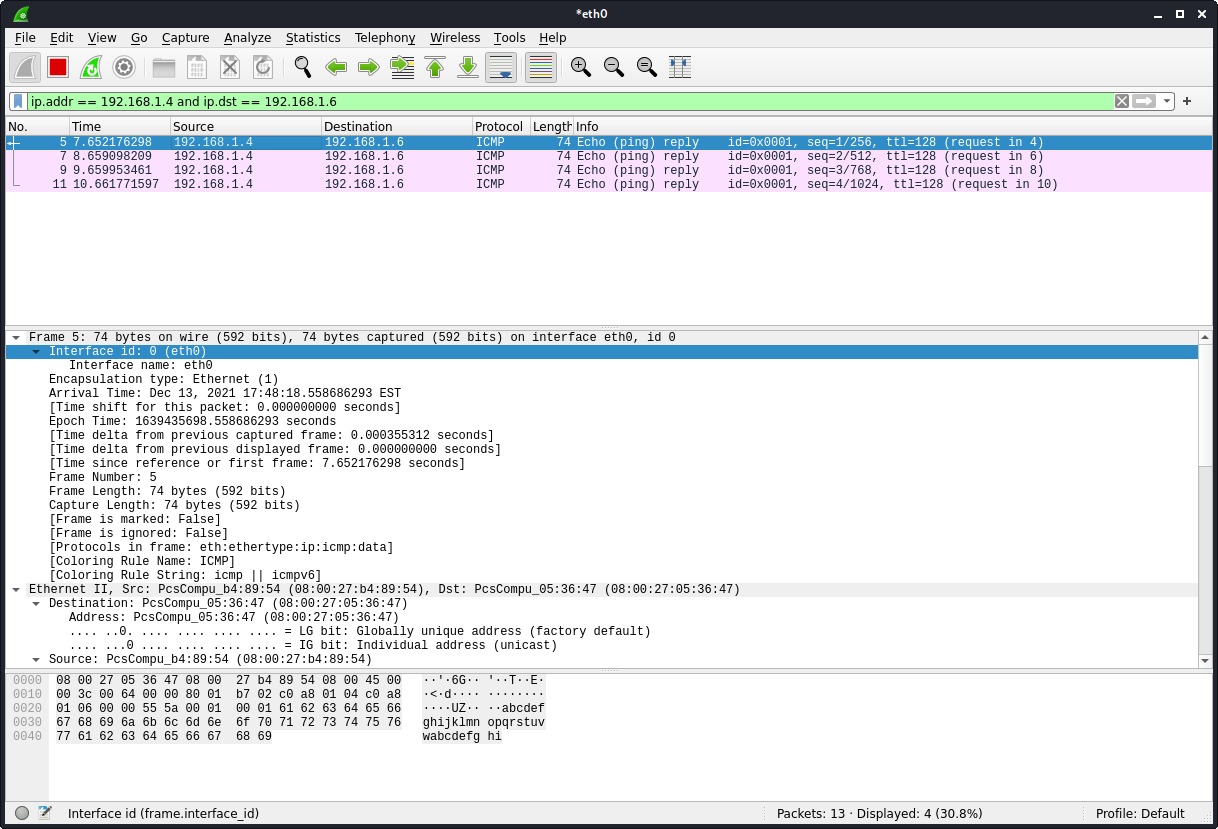 *eth0
File Edit View Go Capture Analyze Statistics Telephony Wireless Tools Help
ip.addr == 192.168.1.4 and ip.dst == 192.168.1.6
No. Time Source Destination Protocol Length Info
5 7.652176298 192.168.1.4 192.168.1.6 ICMP 74 Echo (ping) reply id=0x0001, seq=1/256, ttl=128 (request in 4)
7 8.659098209 192.168.1.4 192.168.1.6 ICMP 74 Echo (ping) reply id=0x0001, seq=2/512, ttl=128 (request in 6)
9 9.659953461 192.168.1.4 192.168.1.6 ICMP 74 Echo (ping) reply id=0x0001, seq=3/768, ttl=128 (request in 8)
11 10.661771597 192.168.1.4 192.168.1.6 ICMP 74 Echo (ping) reply id=0x0001, seq=4/1024, ttl=128 (request in 10)
Frame 5: 74 bytes on wire (592 bits), 74 bytes captured (592 bits) on interface eth0, id 0
Interface id: 0 (eth0)
Interface name: eth0
Encapsulation type: Ethernet (1)
Arrival Time: Dec 13, 2021 17:48:18.558686293 EST
[Time shift for this packet: 0.000000000 seconds]
Epoch Time: 1639435698.558686293 seconds
[Time delta from previous captured frame: 0.000355312 seconds]
[Time delta from previous displayed frame: 0.000000000 seconds]
[Time since reference or first frame: 7.652176298 seconds]
Frame Number: 5
Frame Length: 74 bytes (592 bits)
Capture Length: 74 bytes (592 bits)
[Frame is marked: False]
[Frame is ignored: False]
[Protocols in frame: eth:ethertype:ip:icmp:data]
[Coloring Rule Name: ICMP]
[Coloring Rule String: icmp || icmpv6]
Ethernet II, Src: PcsCompu_b4:89:54 (08:00:27:b4:89:54), Dst: PcsCompu_05:36:47 (08:00:27:05:36:47)
Destination: PcsCompu_05:36:47 (08:00:27:05:36:47)
Address: PcsCompu_05:36:47 (08:00:27:05:36:47)
.... ..0. .... .... .... .... = LG bit: Globally unique address (factory default)
.... ...0 .... .... .... .... = IG bit: Individual address (unicast)
Source: PcsCompu_b4:89:54 (08:00:27:b4:89:54)
0000 08 00 27 05 36 47 08 00 27 b4 89 54 08 00 45 00 ··'·6G·· '··T··E·
0010 00 3c 00 64 00 00 80 01 b7 02 c0 a8 01 04 c0 a8 ·<·d···· ········
0020 01 06 00 00 55 5a 00 01 00 01 61 62 63 64 65 66 ····UZ·· ··abcdef
0030 67 68 69 6a 6b 6c 6d 6e 6f 70 71 72 73 74 75 76 ghijklmn opqrstuv
0040 77 61 62 63 64 65 66 67 68 69 wabcdefg hi
Interface id (frame.interface_id) Packets: 13 · Displayed: 4 (30.8%) Profile: Default